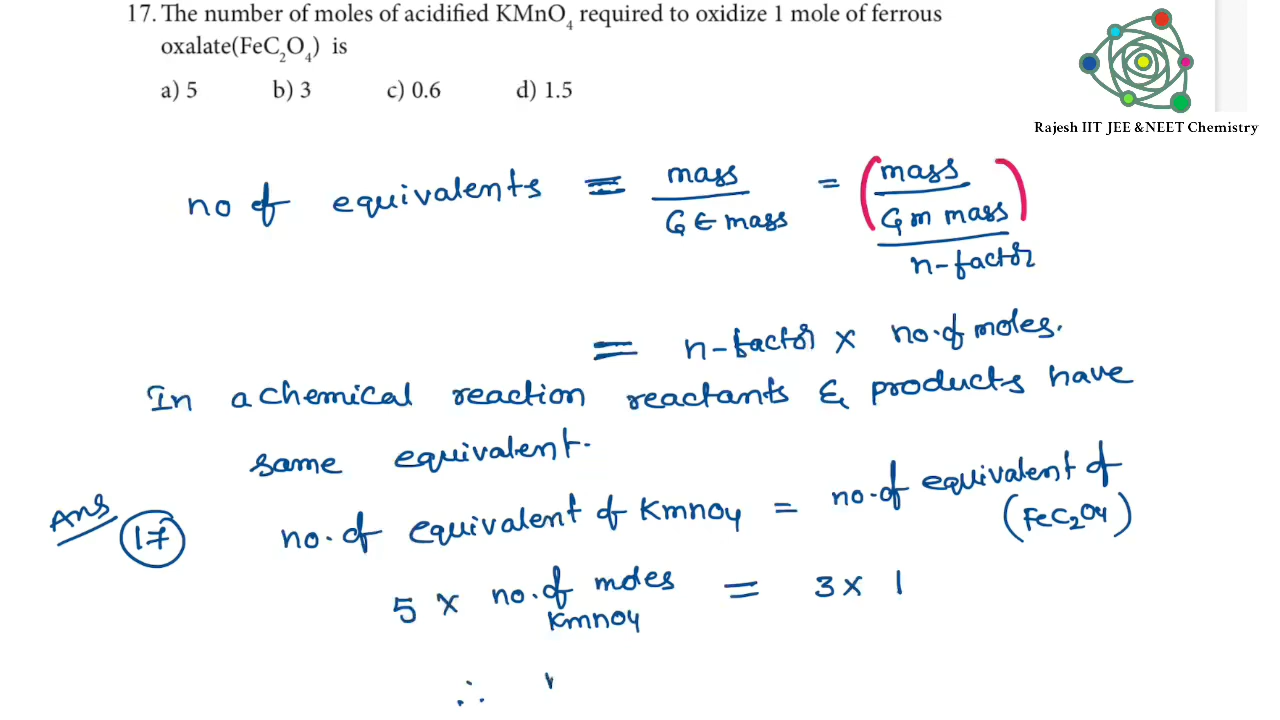 17. The number of moles of acidified KMnO₄ required to oxidize 1 mole of ferrous
oxalate(FeC₂O₄) is
a) 5 b) 3 c) 0.6 d) 1.5
Rajesh IIT JEE &NEET Chemistry
no of equivalents = mass / G E mass = (mass / G m mass) / n-factor
= n-factor x no. of moles.
In a chemical reaction reactants & products have
same equivalent.
Ans 17 no. of equivalent of KMnO4 = no. of equivalent of (FeC2O4)
5 x no. of moles KMnO4 = 3 x 1
∴